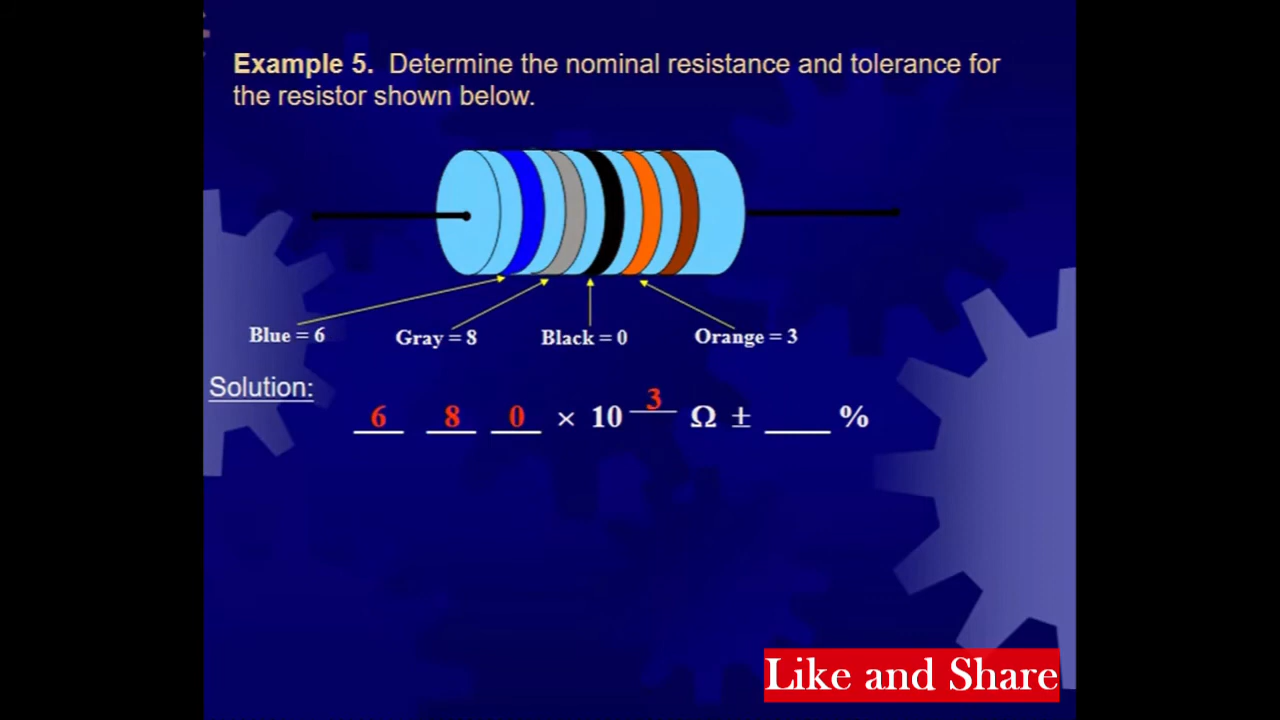 Example 5. Determine the nominal resistance and tolerance for
the resistor shown below.
Blue = 6 Gray = 8 Black = 0 Orange = 3
Solution:
6 8 0 × 10 3 Ω ± ____ %
Like and Share